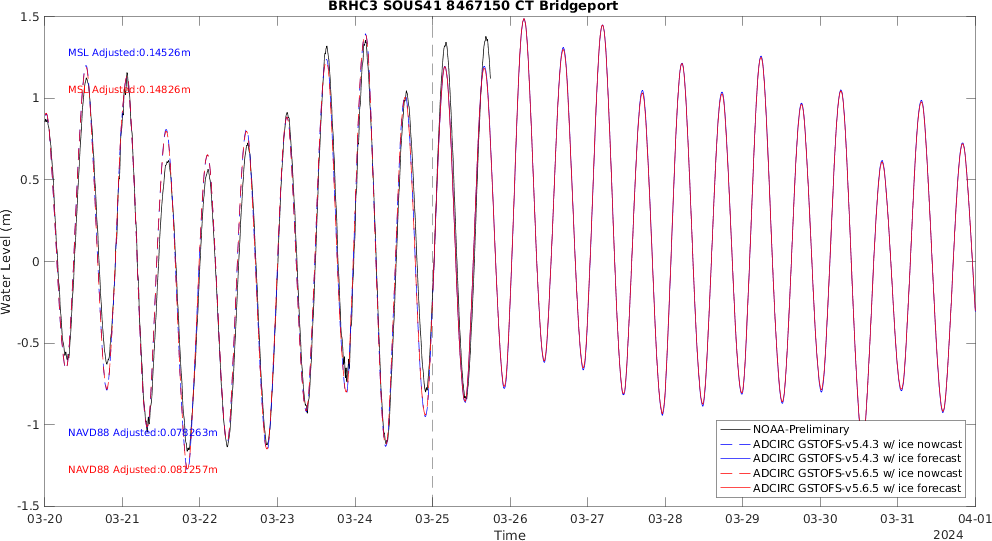 BRHC3 SOUS41 8467150 CT Bridgeport
1.5
1
0.5
0
-0.5
-1
-1.5
Water Level (m)
MSL Adjusted:0.14526m
MSL Adjusted:0.14826m
NAVD88 Adjusted:0.078263m
NAVD88 Adjusted:0.081257m
NOAA-Preliminary
ADCIRC GSTOFS-v5.4.3 w/ ice nowcast
ADCIRC GSTOFS-v5.4.3 w/ ice forecast
ADCIRC GSTOFS-v5.6.5 w/ ice nowcast
ADCIRC GSTOFS-v5.6.5 w/ ice forecast
03-20 03-21 03-22 03-23 03-24 03-25 03-26 03-27 03-28 03-29 03-30 03-31 04-01
Time
2024